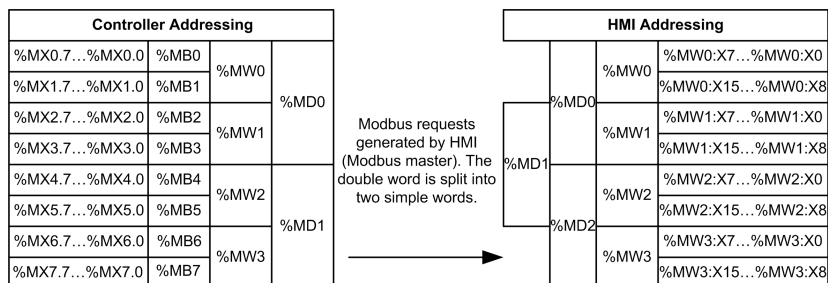 Controller Addressing
%MX0.7...%MX0.0 %MB0 %MW0 %MD0
%MX1.7...%MX1.0 %MB1
%MX2.7...%MX2.0 %MB2 %MW1
%MX3.7...%MX3.0 %MB3
%MX4.7...%MX4.0 %MB4 %MW2 %MD1
%MX5.7...%MX5.0 %MB5
%MX6.7...%MX6.0 %MB6 %MW3
%MX7.7...%MX7.0 %MB7
Modbus requests
generated by HMI
(Modbus master). The
double word is split into
two simple words.
HMI Addressing
%MD0 %MW0 %MW0:X7...%MW0:X0
%MW0:X15...%MW0:X8
%MD1 %MW1 %MW1:X7...%MW1:X0
%MW1:X15...%MW1:X8
%MD2 %MW2 %MW2:X7...%MW2:X0
%MW2:X15...%MW2:X8
%MW3 %MW3:X7...%MW3:X0
%MW3:X15...%MW3:X8